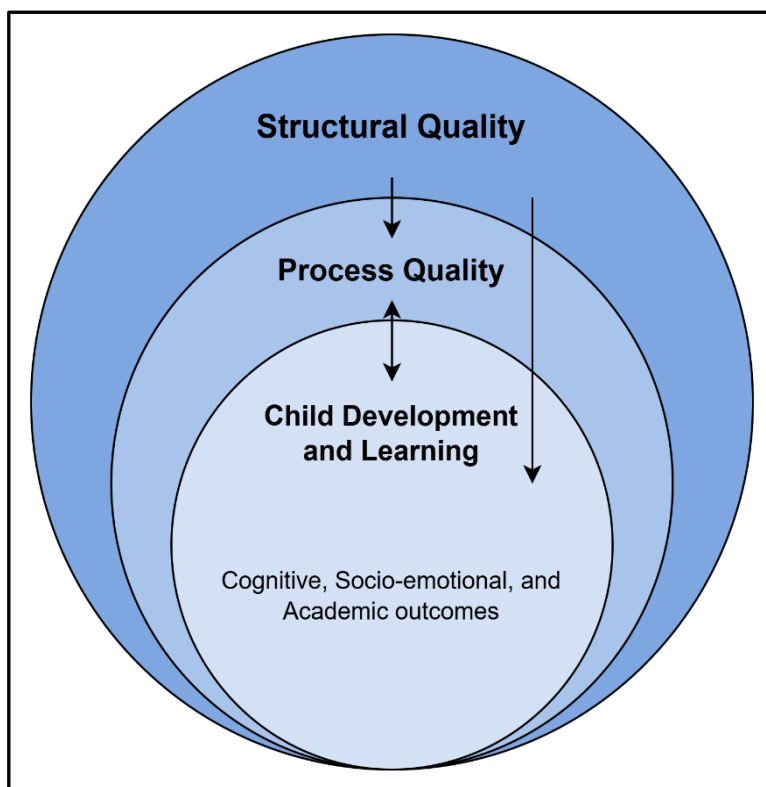 Structural Quality
Process Quality
Child Development
and Learning
Cognitive, Socio-emotional, and
Academic outcomes